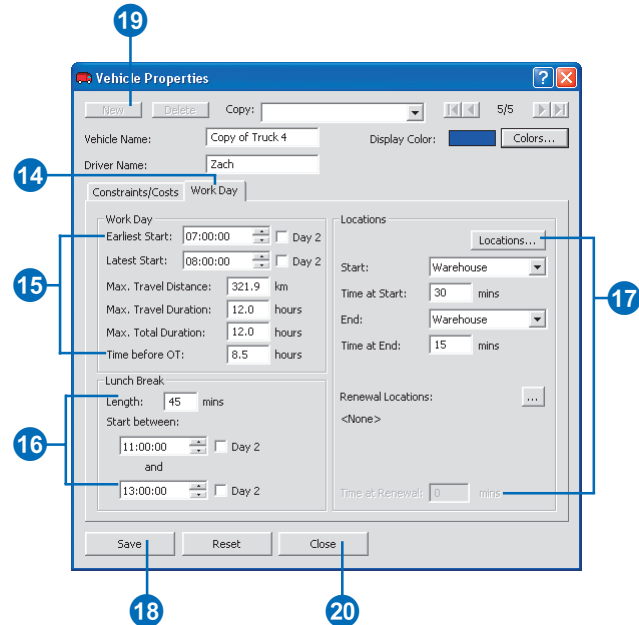 19
Vehicle Properties
New Delete Copy: 5/5
Vehicle Name: Copy of Truck 4 Display Color: Colors...
Driver Name: Zach
14
Constraints/Costs Work Day
Work Day
Earliest Start: 07:00:00 Day 2
Latest Start: 08:00:00 Day 2
15
Max. Travel Distance: 321.9 km
Max. Travel Duration: 12.0 hours
Max. Total Duration: 12.0 hours
Time before OT: 8.5 hours
Locations
Locations...
Start: Warehouse
17
Time at Start: 30 mins
End: Warehouse
Time at End: 15 mins
Lunch Break
Length: 45 mins
Start between:
16
11:00:00 Day 2
and
13:00:00 Day 2
Renewal Locations: ...
<None>
Time at Renewal: 0 mins
Save Reset Close
18
20